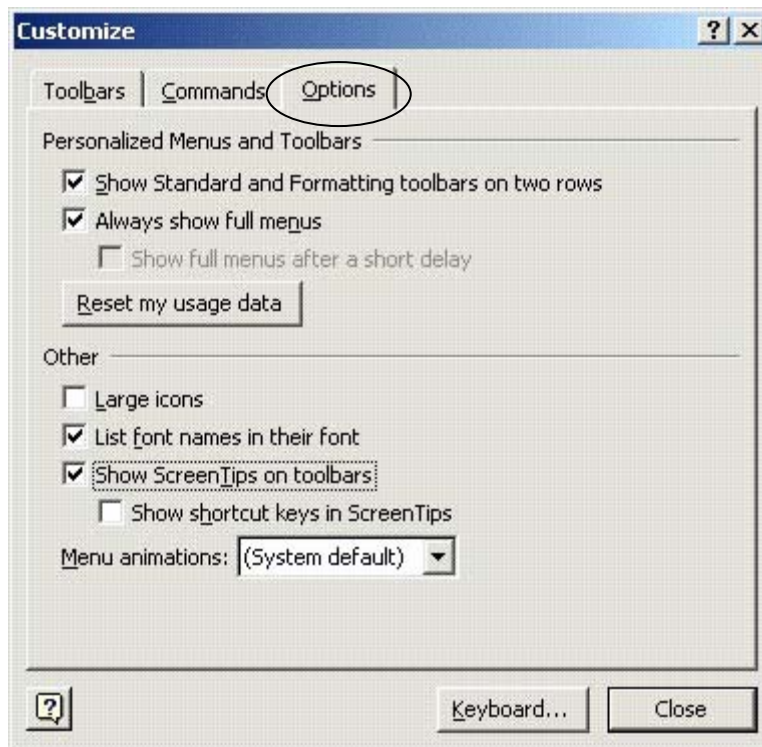 Customize
Toolbars Commands Options
Personalized Menus and Toolbars
Show Standard and Formatting toolbars on two rows
Always show full menus
Show full menus after a short delay
Reset my usage data
Other
Large icons
List font names in their font
Show ScreenTips on toolbars
Show shortcut keys in ScreenTips
Menu animations: (System default)
Keyboard... Close